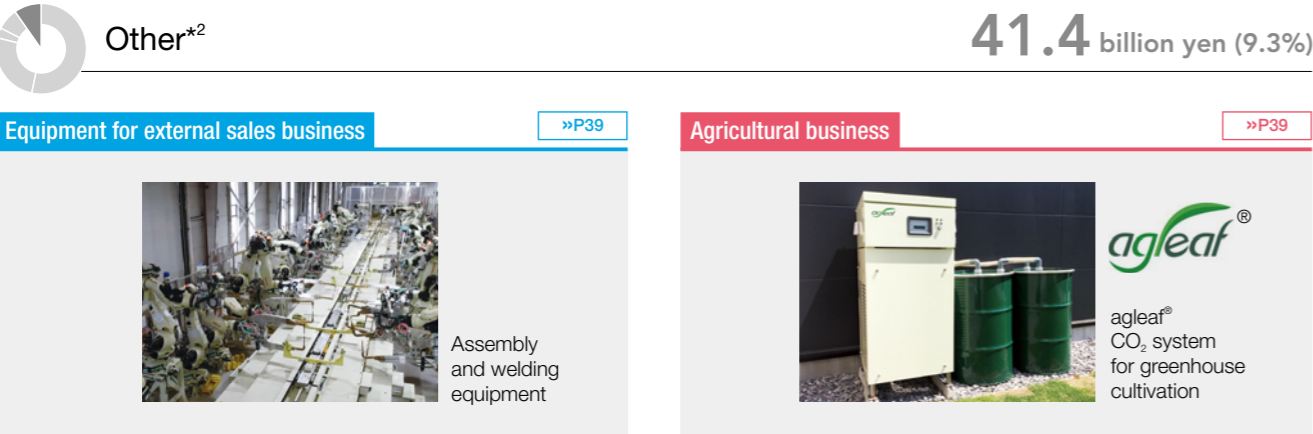 Other*2
41.4 billion yen (9.3%)
Equipment for external sales business
»P39
Assembly
and welding
equipment
Agricultural business
»P39
agleaf
agleaf®
agleaf®
CO₂ system
for greenhouse
cultivation